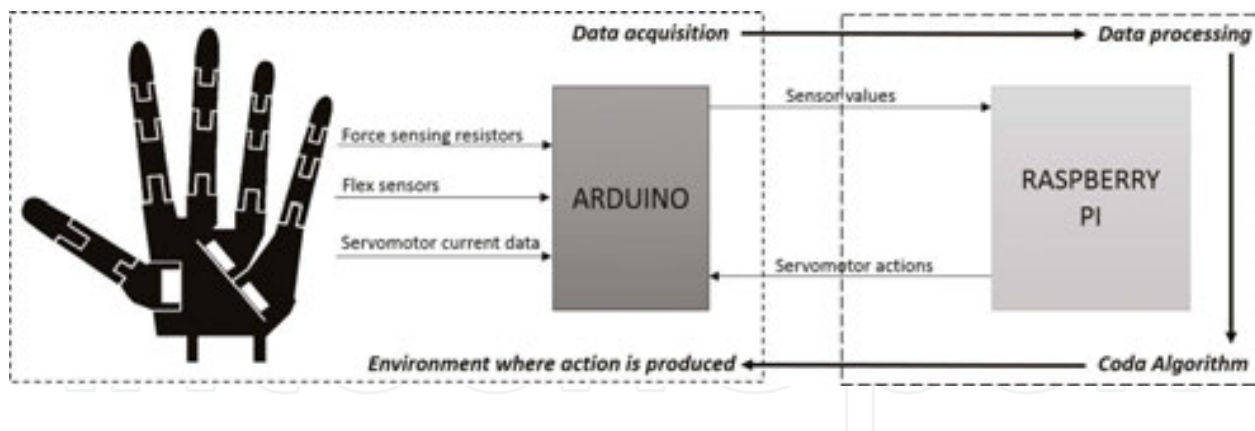 Data acquisition
Data processing
Force sensing resistors
Flex sensors
Servomotor current data
ARDUINO
Sensor values
Servomotor actions
RASPBERRY
PI
Environment where action is produced
Coda Algorithm